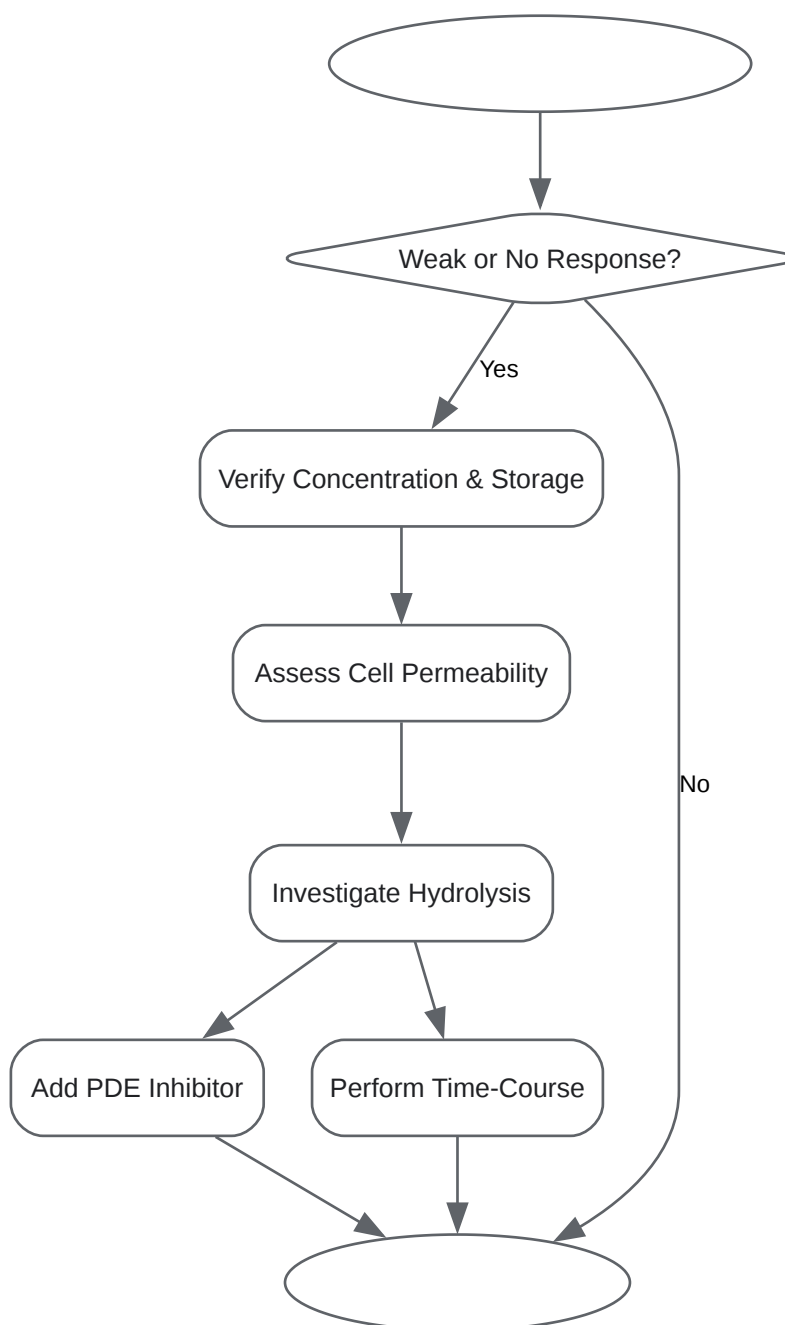 Weak or No Response?
Yes
Verify Concentration & Storage
Assess Cell Permeability
No
Investigate Hydrolysis
Add PDE Inhibitor
Perform Time-Course